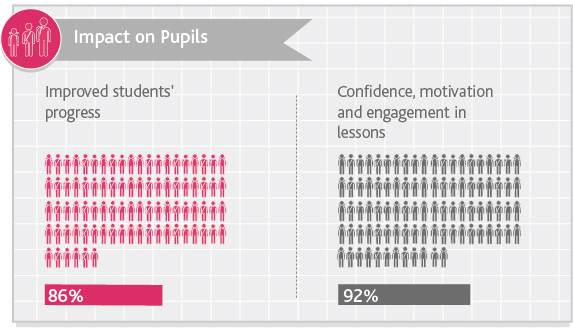 Impact on Pupils
Improved students'
progress
86%
Confidence, motivation
and engagement in
lessons
92%